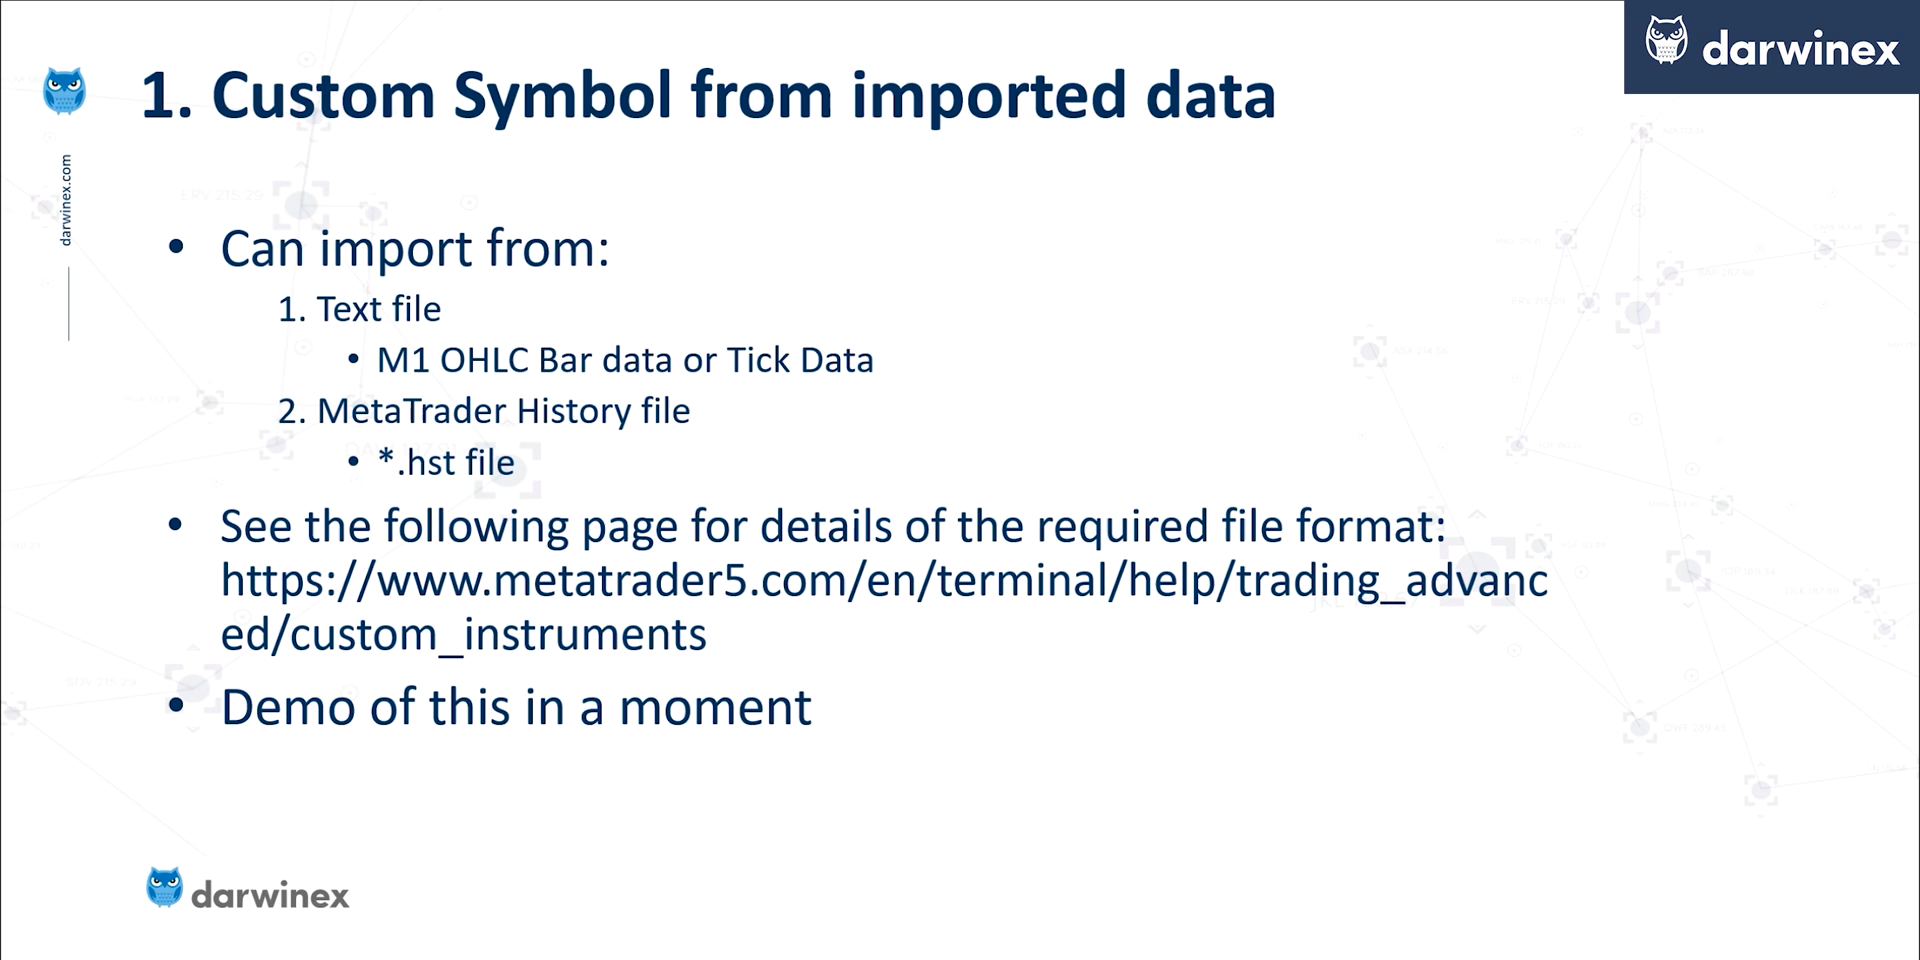 darwinex
1. Custom Symbol from imported data
darwinex.com
• Can import from:
1. Text file
• M1 OHLC Bar data or Tick Data
2. MetaTrader History file
• *.hst file
• See the following page for details of the required file format:
https://www.metatrader5.com/en/terminal/help/trading_advanc
ed/custom_instruments
• Demo of this in a moment
darwinex